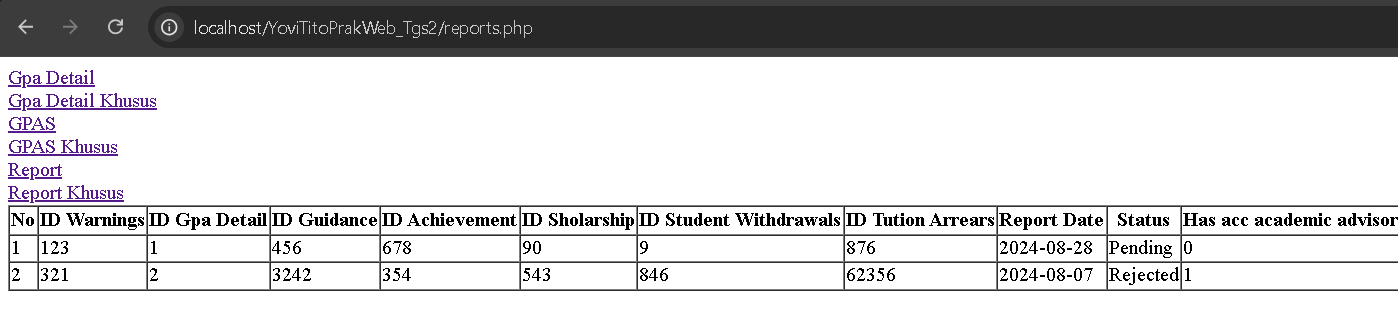 localhost/YoviTitoPrakWeb_Tgs2/reports.php
Gpa Detail
Gpa Detail Khusus
GPAS
GPAS Khusus
Report
Report Khusus
No ID Warnings ID Gpa Detail ID Guidance ID Achievement ID Sholarship ID Student Withdrawals ID Tution Arrears Report Date Status Has acc academic advisor
1 123 1 456 678 90 9 876 2024-08-28 Pending 0
2 321 2 3242 354 543 846 62356 2024-08-07 Rejected 1